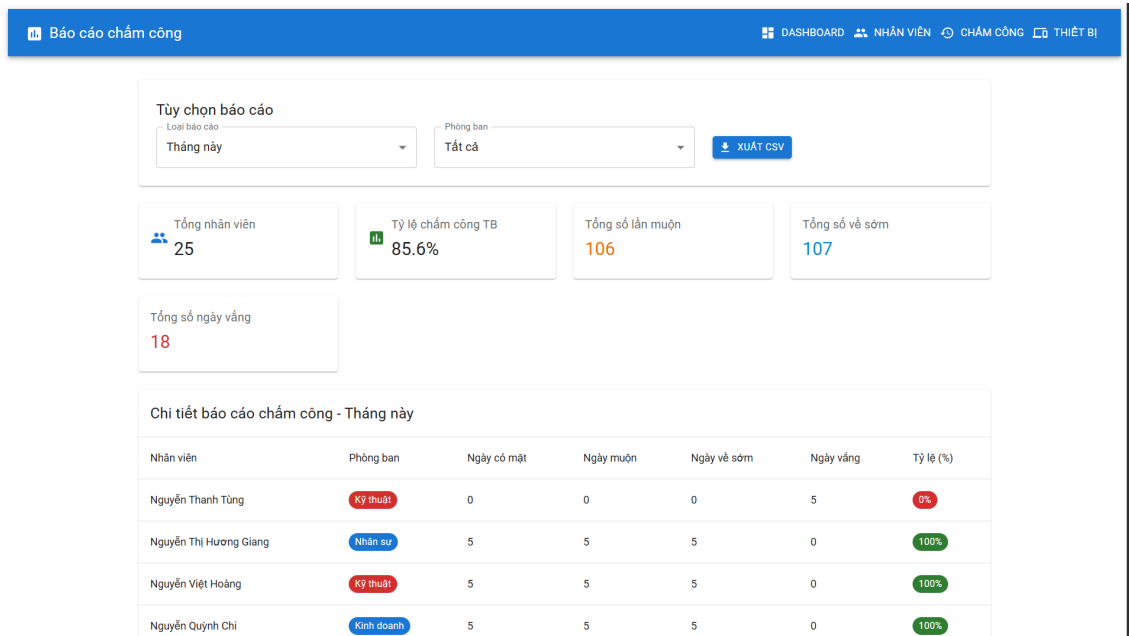 Báo cáo chấm công
DASHBOARD NHÂN VIÊN CHẤM CÔNG THIẾT BỊ
Tùy chọn báo cáo
Loại báo cáo Phòng ban
Tháng này Tất cả XUẤT CSV
Tổng nhân viên Tỷ lệ chấm công TB Tổng số lần muộn Tổng số về sớm
25 85.6% 106 107
Tổng số ngày vắng
18
Chi tiết báo cáo chấm công - Tháng này
Nhân viên Phòng ban Ngày có mặt Ngày muộn Ngày về sớm Ngày vắng Tỷ lệ (%)
Nguyễn Thanh Tùng Kỹ thuật 0 0 0 5 0%
Nguyễn Thị Hương Giang Nhân sự 5 5 5 0 100%
Nguyễn Việt Hoàng Kỹ thuật 5 5 5 0 100%
Nguyễn Quỳnh Chi Kinh doanh 5 5 5 0 100%